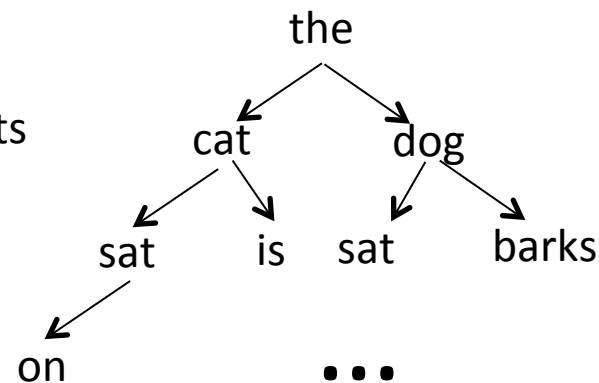 the
ts
cat dog
sat is sat barks
on ...